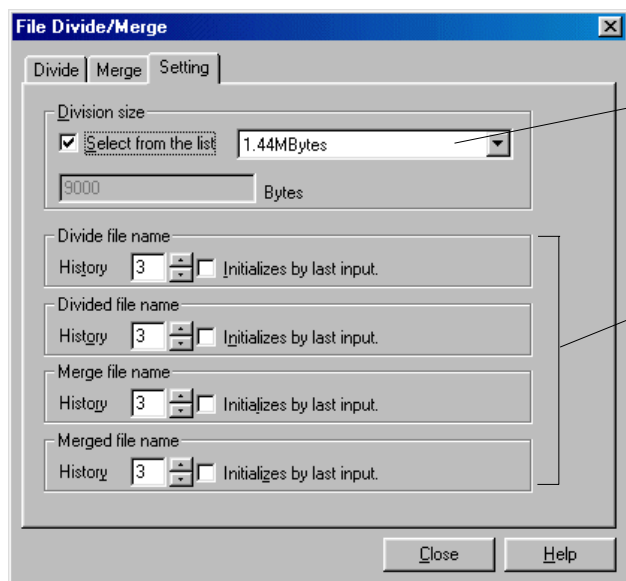 File Divide/Merge
Divide Merge Setting
Division size
Select from the list 1.44MBytes
9000 Bytes
Divide file name
History 3 Initializes by last input.
Divided file name
History 3 Initializes by last input.
Merge file name
History 3 Initializes by last input.
Merged file name
History 3 Initializes by last input.
Close Help